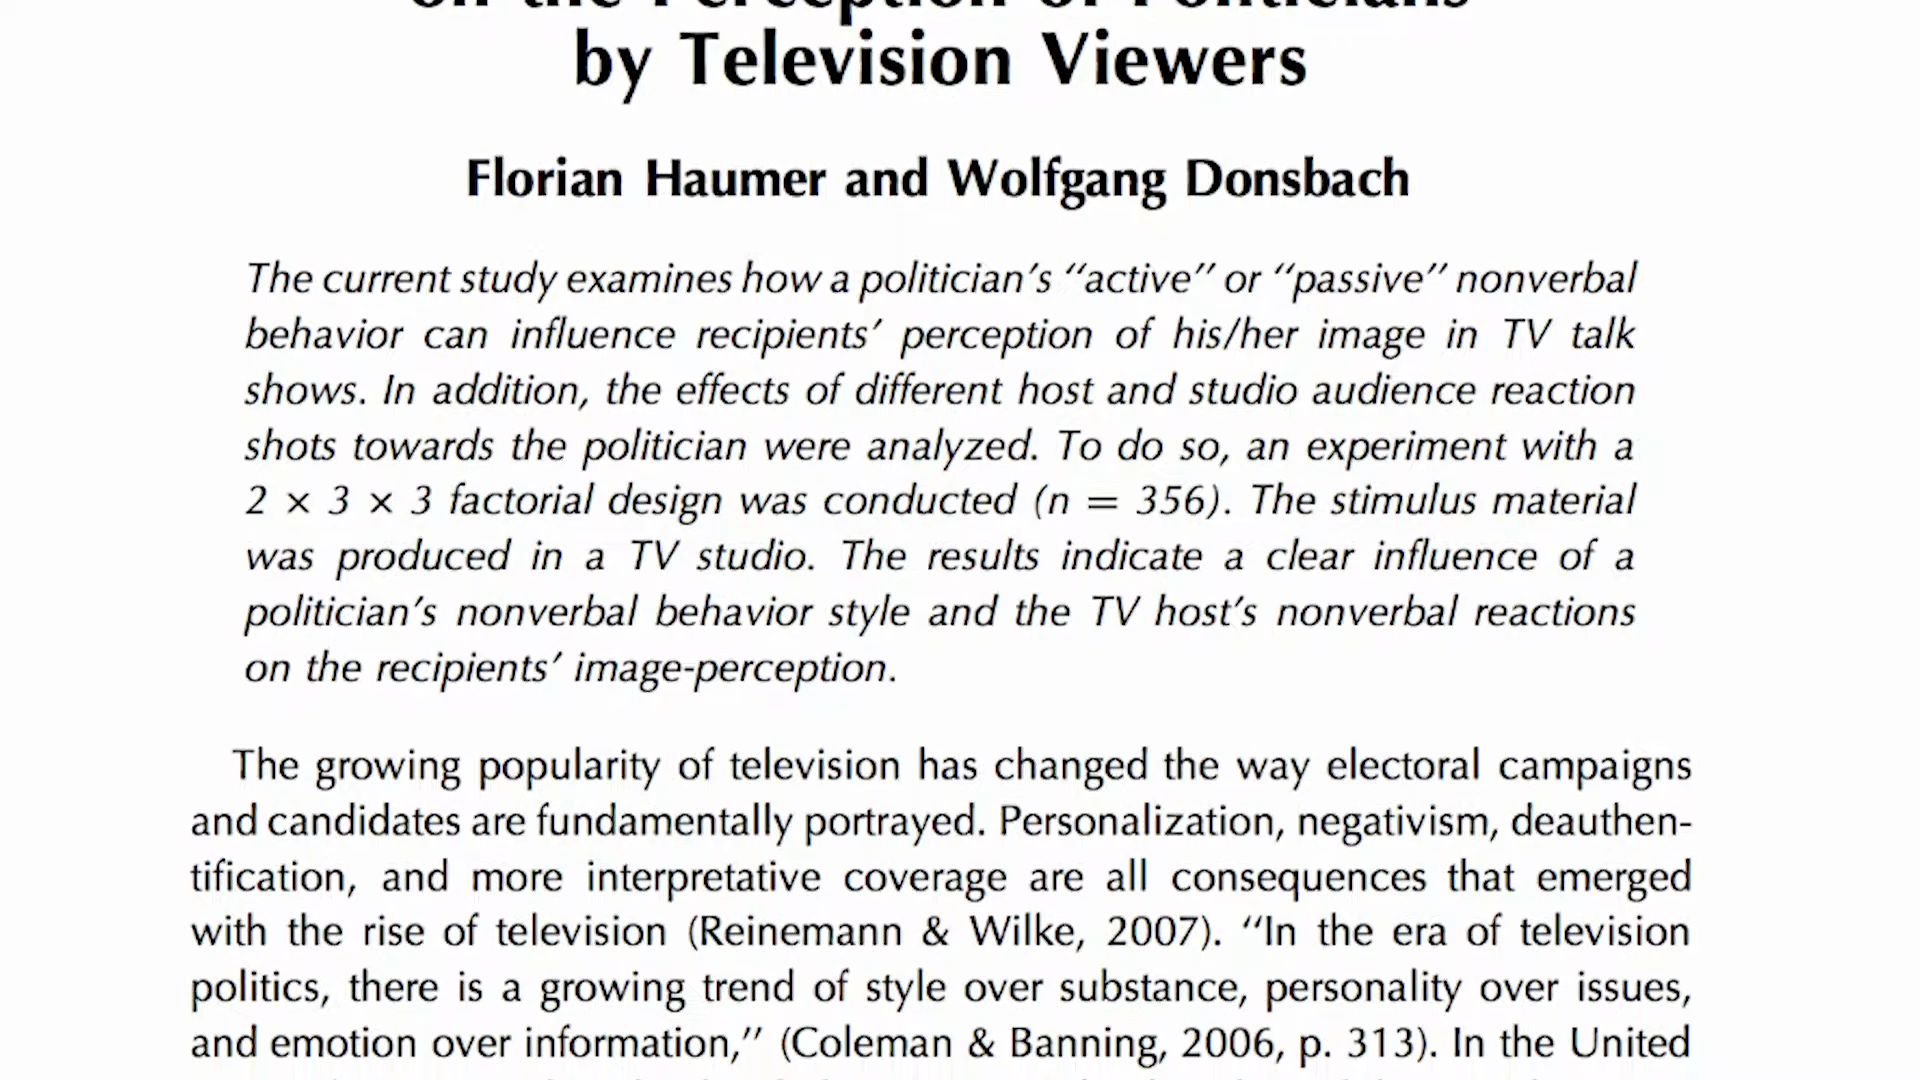 on the Perception of Politicians
by Television Viewers
Florian Haumer and Wolfgang Donsbach
The current study examines how a politician’s ‘‘active’’ or ‘‘passive’’ nonverbal
behavior can influence recipients’ perception of his/her image in TV talk
shows. In addition, the effects of different host and studio audience reaction
shots towards the politician were analyzed. To do so, an experiment with a
2 × 3 × 3 factorial design was conducted (n = 356). The stimulus material
was produced in a TV studio. The results indicate a clear influence of a
politician’s nonverbal behavior style and the TV host’s nonverbal reactions
on the recipients’ image-perception.
The growing popularity of television has changed the way electoral campaigns
and candidates are fundamentally portrayed. Personalization, negativism, deauthen-
tification, and more interpretative coverage are all consequences that emerged
with the rise of television (Reinemann & Wilke, 2007). ‘‘In the era of television
politics, there is a growing trend of style over substance, personality over issues,
and emotion over information,’’ (Coleman & Banning, 2006, p. 313). In the United